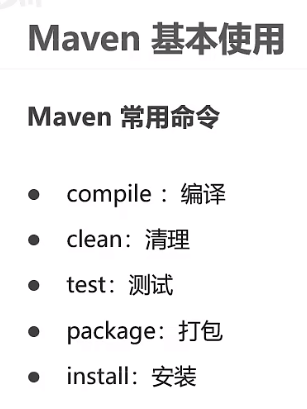 Maven 基本使用
Maven 常用命令
● compile ：编译
● clean：清理
● test：测试
● package：打包
● install：安装